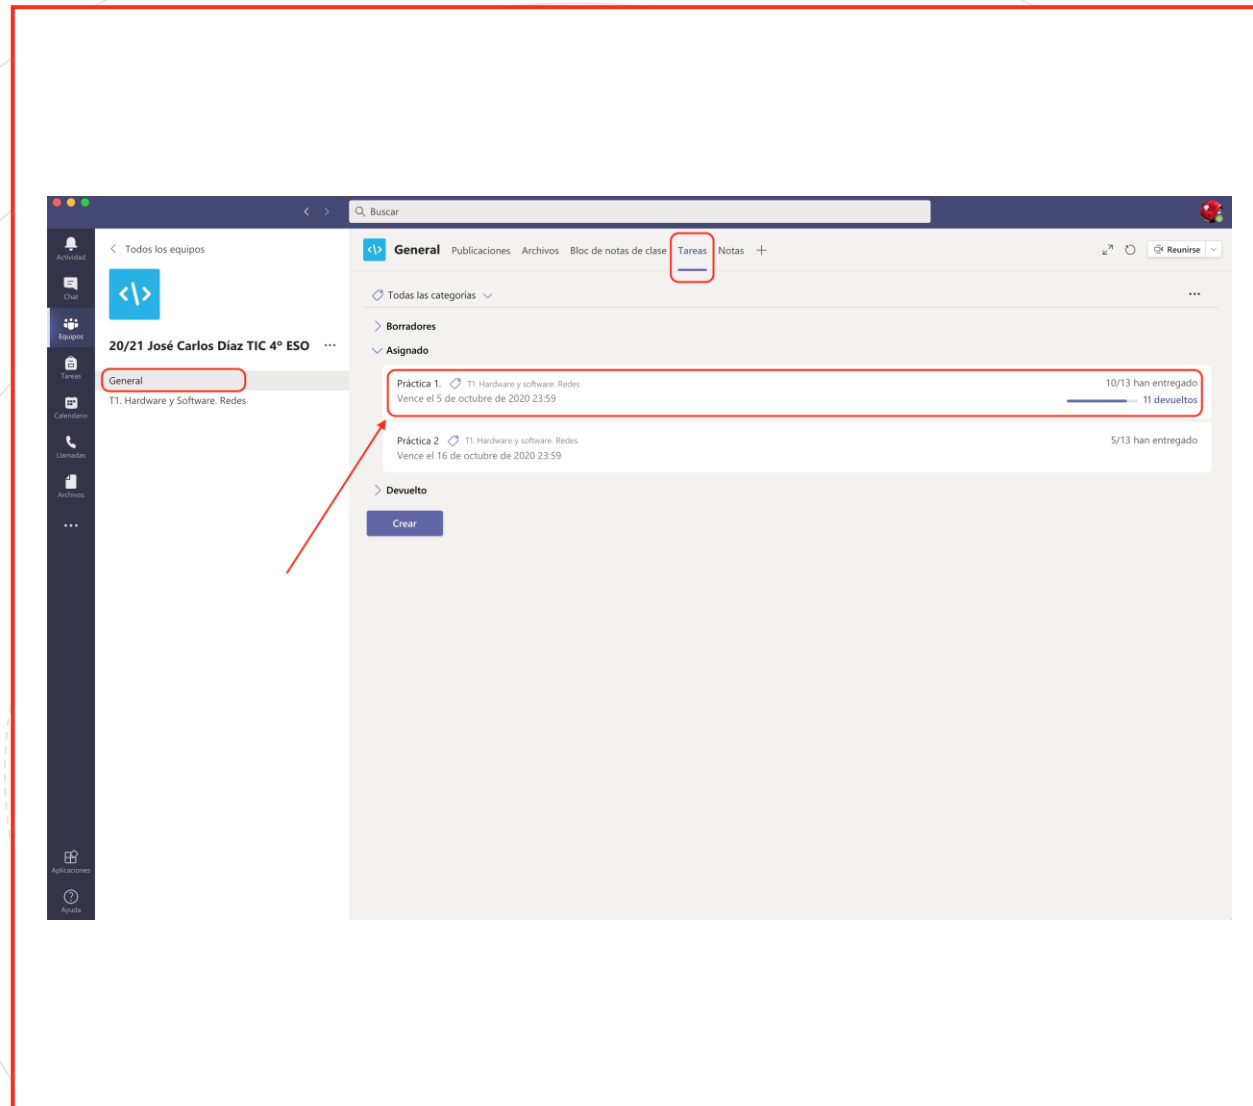 Buscar
Actividad
Chat
Equipos
Tareas
Calendario
Llamadas
Archivos
Aplicaciones
Ayuda
Todos los equipos
20/21 José Carlos Díaz TIC 4º ESO
General
T1. Hardware y Software. Redes
General Publicaciones Archivos Bloc de notas de clase Tareas Notas
Reunirse
Todas las categorías
Borradores
Asignado
Práctica 1. T1. Hardware y software. Redes 10/13 han entregado
Vence el 5 de octubre de 2020 23:59 11 devueltos
Práctica 2 T1. Hardware y software. Redes 5/13 han entregado
Vence el 16 de octubre de 2020 23:59
Devuelto
Crear